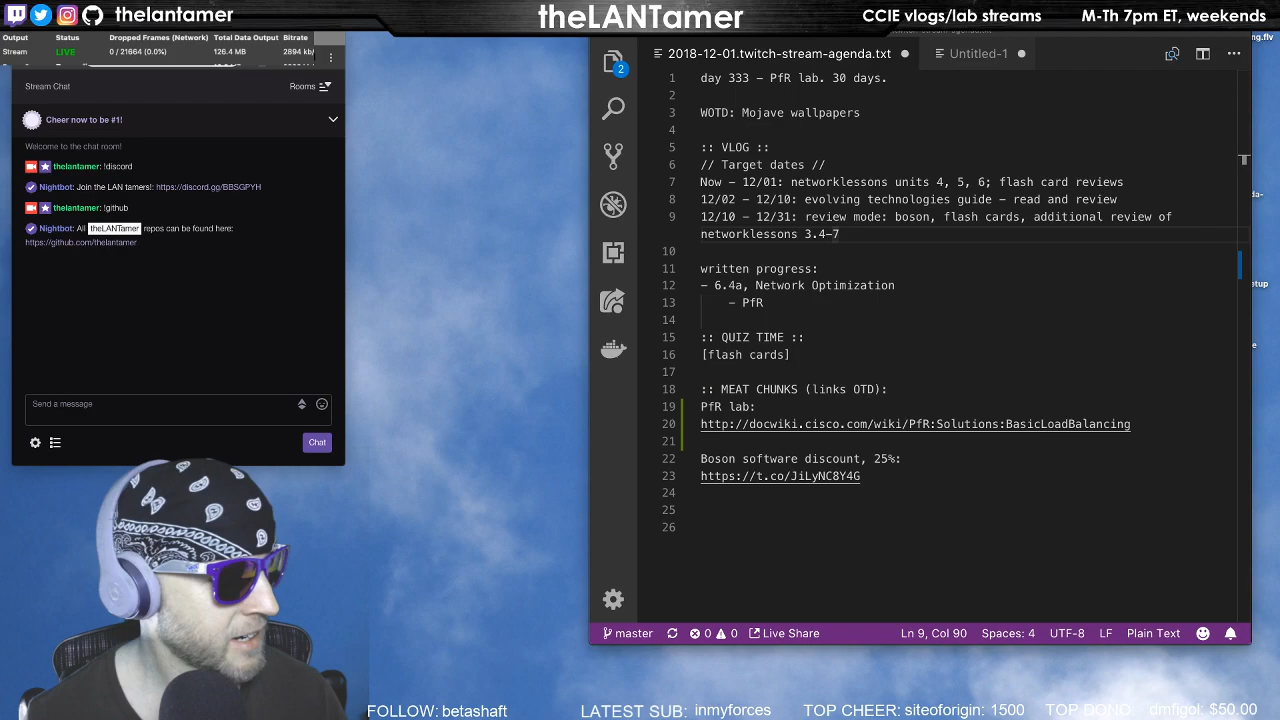 thelantamer
theLANTamer
CCIE vlogs/lab streams
M-Th 7pm ET, weekends
Output Status Dropped Frames (Network) Total Data Output Bitrate
Stream LIVE 0 / 21664 (0.0%) 126.4 MB 2894 kb/
Stream Chat
Rooms
Cheer now to be #1!
Welcome to the chat room!
thelantamer: !discord
Nightbot: Join the LAN tamers!: https://discord.gg/BBSGPYH
thelantamer: !github
Nightbot: All theLANTamer repos can be found here:
https://github.com/thelantamer
Send a message
Chat
2
2018-12-01.twitch-stream-agenda.txt
Untitled-1
1 day 333 – PfR lab. 30 days.
2
3 WOTD: Mojave wallpapers
4
5 :: VLOG ::
6 // Target dates //
7 Now – 12/01: networklessons units 4, 5, 6; flash card reviews
8 12/02 – 12/10: evolving technologies guide – read and review
9 12/10 – 12/31: review mode: boson, flash cards, additional review of
networklessons 3.4–7
10
11 written progress:
12 – 6.4a, Network Optimization
13 – PfR
14
15 :: QUIZ TIME ::
16 [flash cards]
17
18 :: MEAT CHUNKS (links OTD):
19 PfR lab:
20 http://docwiki.cisco.com/wiki/PfR:Solutions:BasicLoadBalancing
21
22 Boson software discount, 25%:
23 https://t.co/JiLyNC8Y4G
24
25
26
master 0 0 Live Share Ln 9, Col 90 Spaces: 4 UTF-8 LF Plain Text
ng.flv
FOLLOW: betashaft
LATEST SUB: inmyforces
TOP CHEER: siteoforigin: 1500
TOP DONO: dmfigol: $50.00